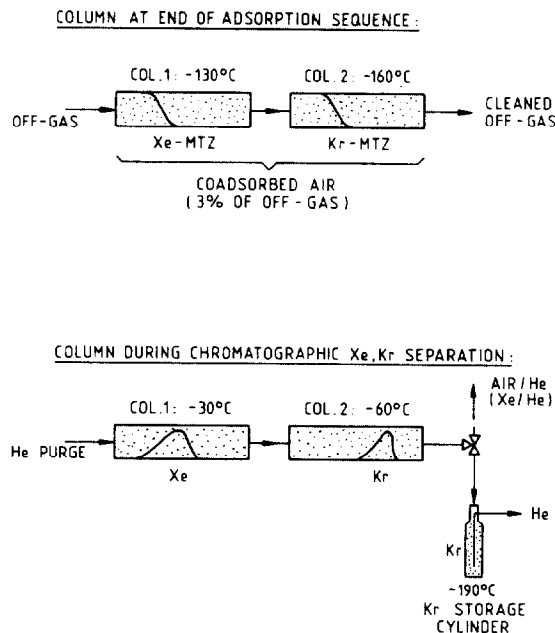 COLUMN AT END OF ADSORPTION SEQUENCE:
COL.1: -130°C
COL. 2: -160°C
OFF-GAS
CLEANED
OFF-GAS
Xe-MTZ
Kr-MTZ
COADSORBED AIR
(3% OF OFF-GAS)
COLUMN DURING CHROMATOGRAPHIC Xe,Kr SEPARATION:
AIR/He
(Xe/He)
COL.1: -30°C
COL. 2: -60°C
He PURGE
Xe
Kr
He
Kr
-190°C
Kr STORAGE
CYLINDER